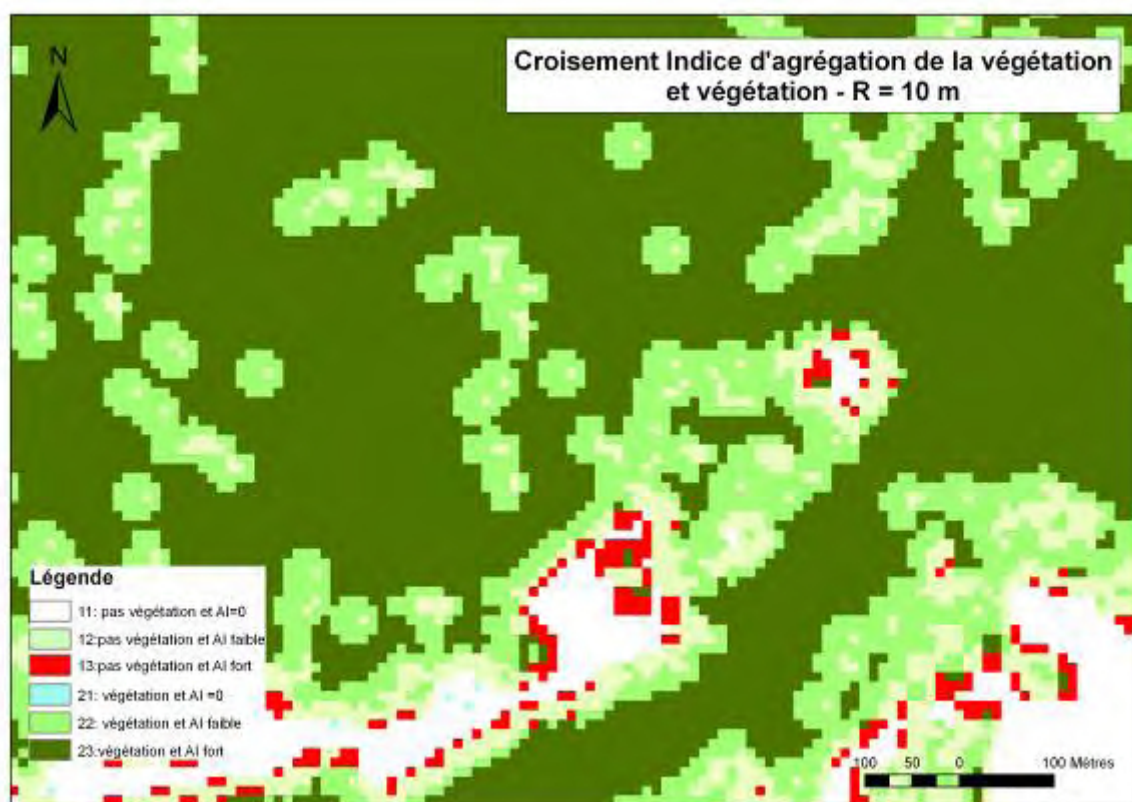 N
Croisement Indice d'agrégation de la végétation
et végétation - R = 10 m
Légende
11: pas végétation et AI=0
12:pas végétation et AI faible
13:pas végétation et AI fort
21: végétation et AI =0
22: végétation et AI faible
23:végétation et AI fort
100 50 0 100 Mètres